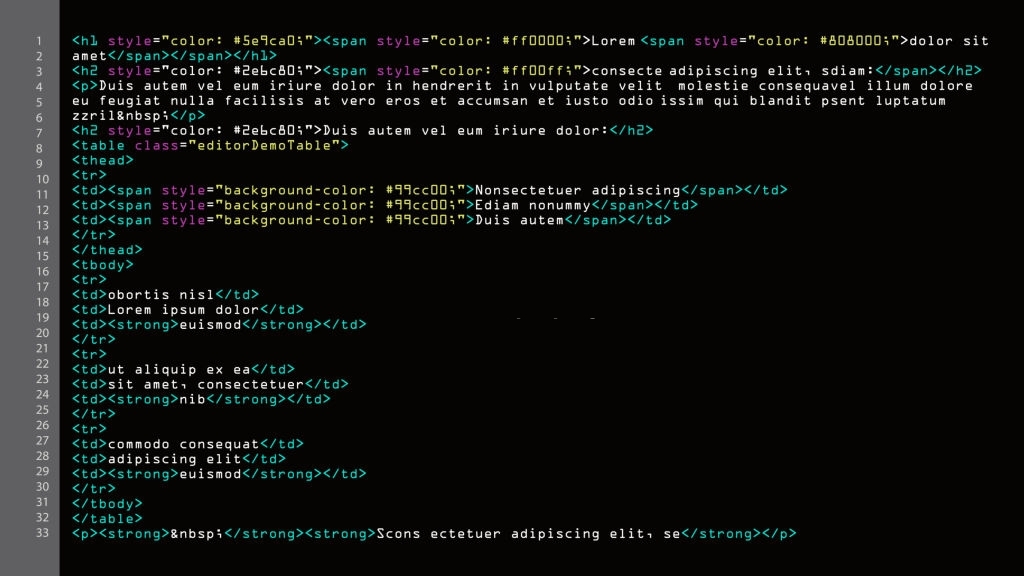 1 <h1 style="color: #5e9ca0;"><span style="color: #ff0000;">Lorem <span style="color: #808000;">dolor sit
2 amet</span></span></h1>
3 <h2 style="color: #2e6c80;"><span style="color: #ff00ff;">consecte adipiscing elit, sdiam:</span></h2>
4 <p>Duis autem vel eum iriure dolor in hendrerit in vulputate velit molestie consequavel illum dolore
5 eu feugiat nulla facilisis at vero eros et accumsan et iusto odio issim qui blandit psent luptatum
6 zzril&nbsp;</p>
7 <h2 style="color: #2e6c80;">Duis autem vel eum iriure dolor:</h2>
8 <table class="editorDemoTable">
9 <thead>
10 <tr>
11 <td><span style="background-color: #99cc00;">Nonsectetuer adipiscing</span></td>
12 <td><span style="background-color: #99cc00;">Ediam nonummy</span></td>
13 <td><span style="background-color: #99cc00;">Duis autem</span></td>
14 </tr>
15 </thead>
16 <tbody>
17 <tr>
18 <td>obortis nisl</td>
19 <td>Lorem ipsum dolor</td>
20 <td><strong>euismod</strong></td>
21 </tr>
22 <tr>
23 <td>ut aliquip ex ea</td>
24 <td>sit amet, consectetuer</td>
25 <td><strong>nib</strong></td>
26 </tr>
27 <tr>
28 <td>commodo consequat</td>
29 <td>adipiscing elit</td>
30 <td><strong>euismod</strong></td>
31 </tr>
32 </tbody>
33 </table>
<p><strong>&nbsp;</strong><strong>Scons ectetuer adipiscing elit, se</strong></p>